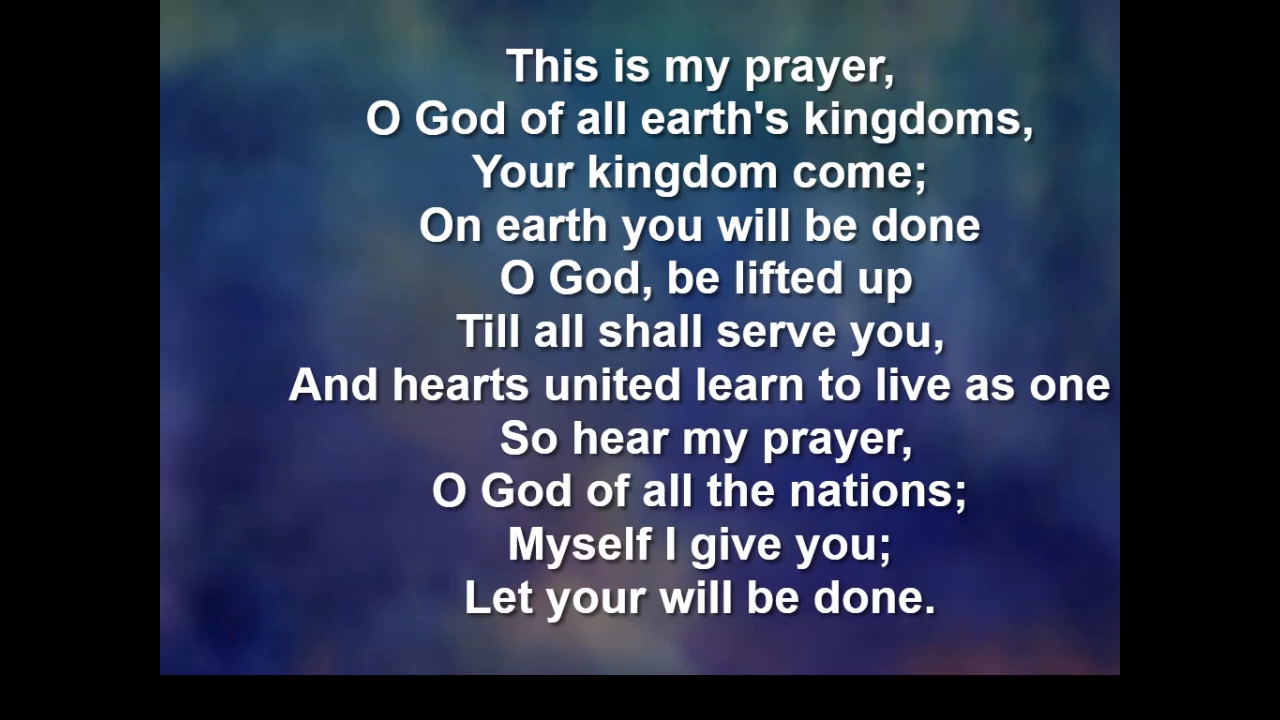 This is my prayer,
O God of all earth's kingdoms,
Your kingdom come;
On earth you will be done
O God, be lifted up
Till all shall serve you,
And hearts united learn to live as one
So hear my prayer,
O God of all the nations;
Myself I give you;
Let your will be done.